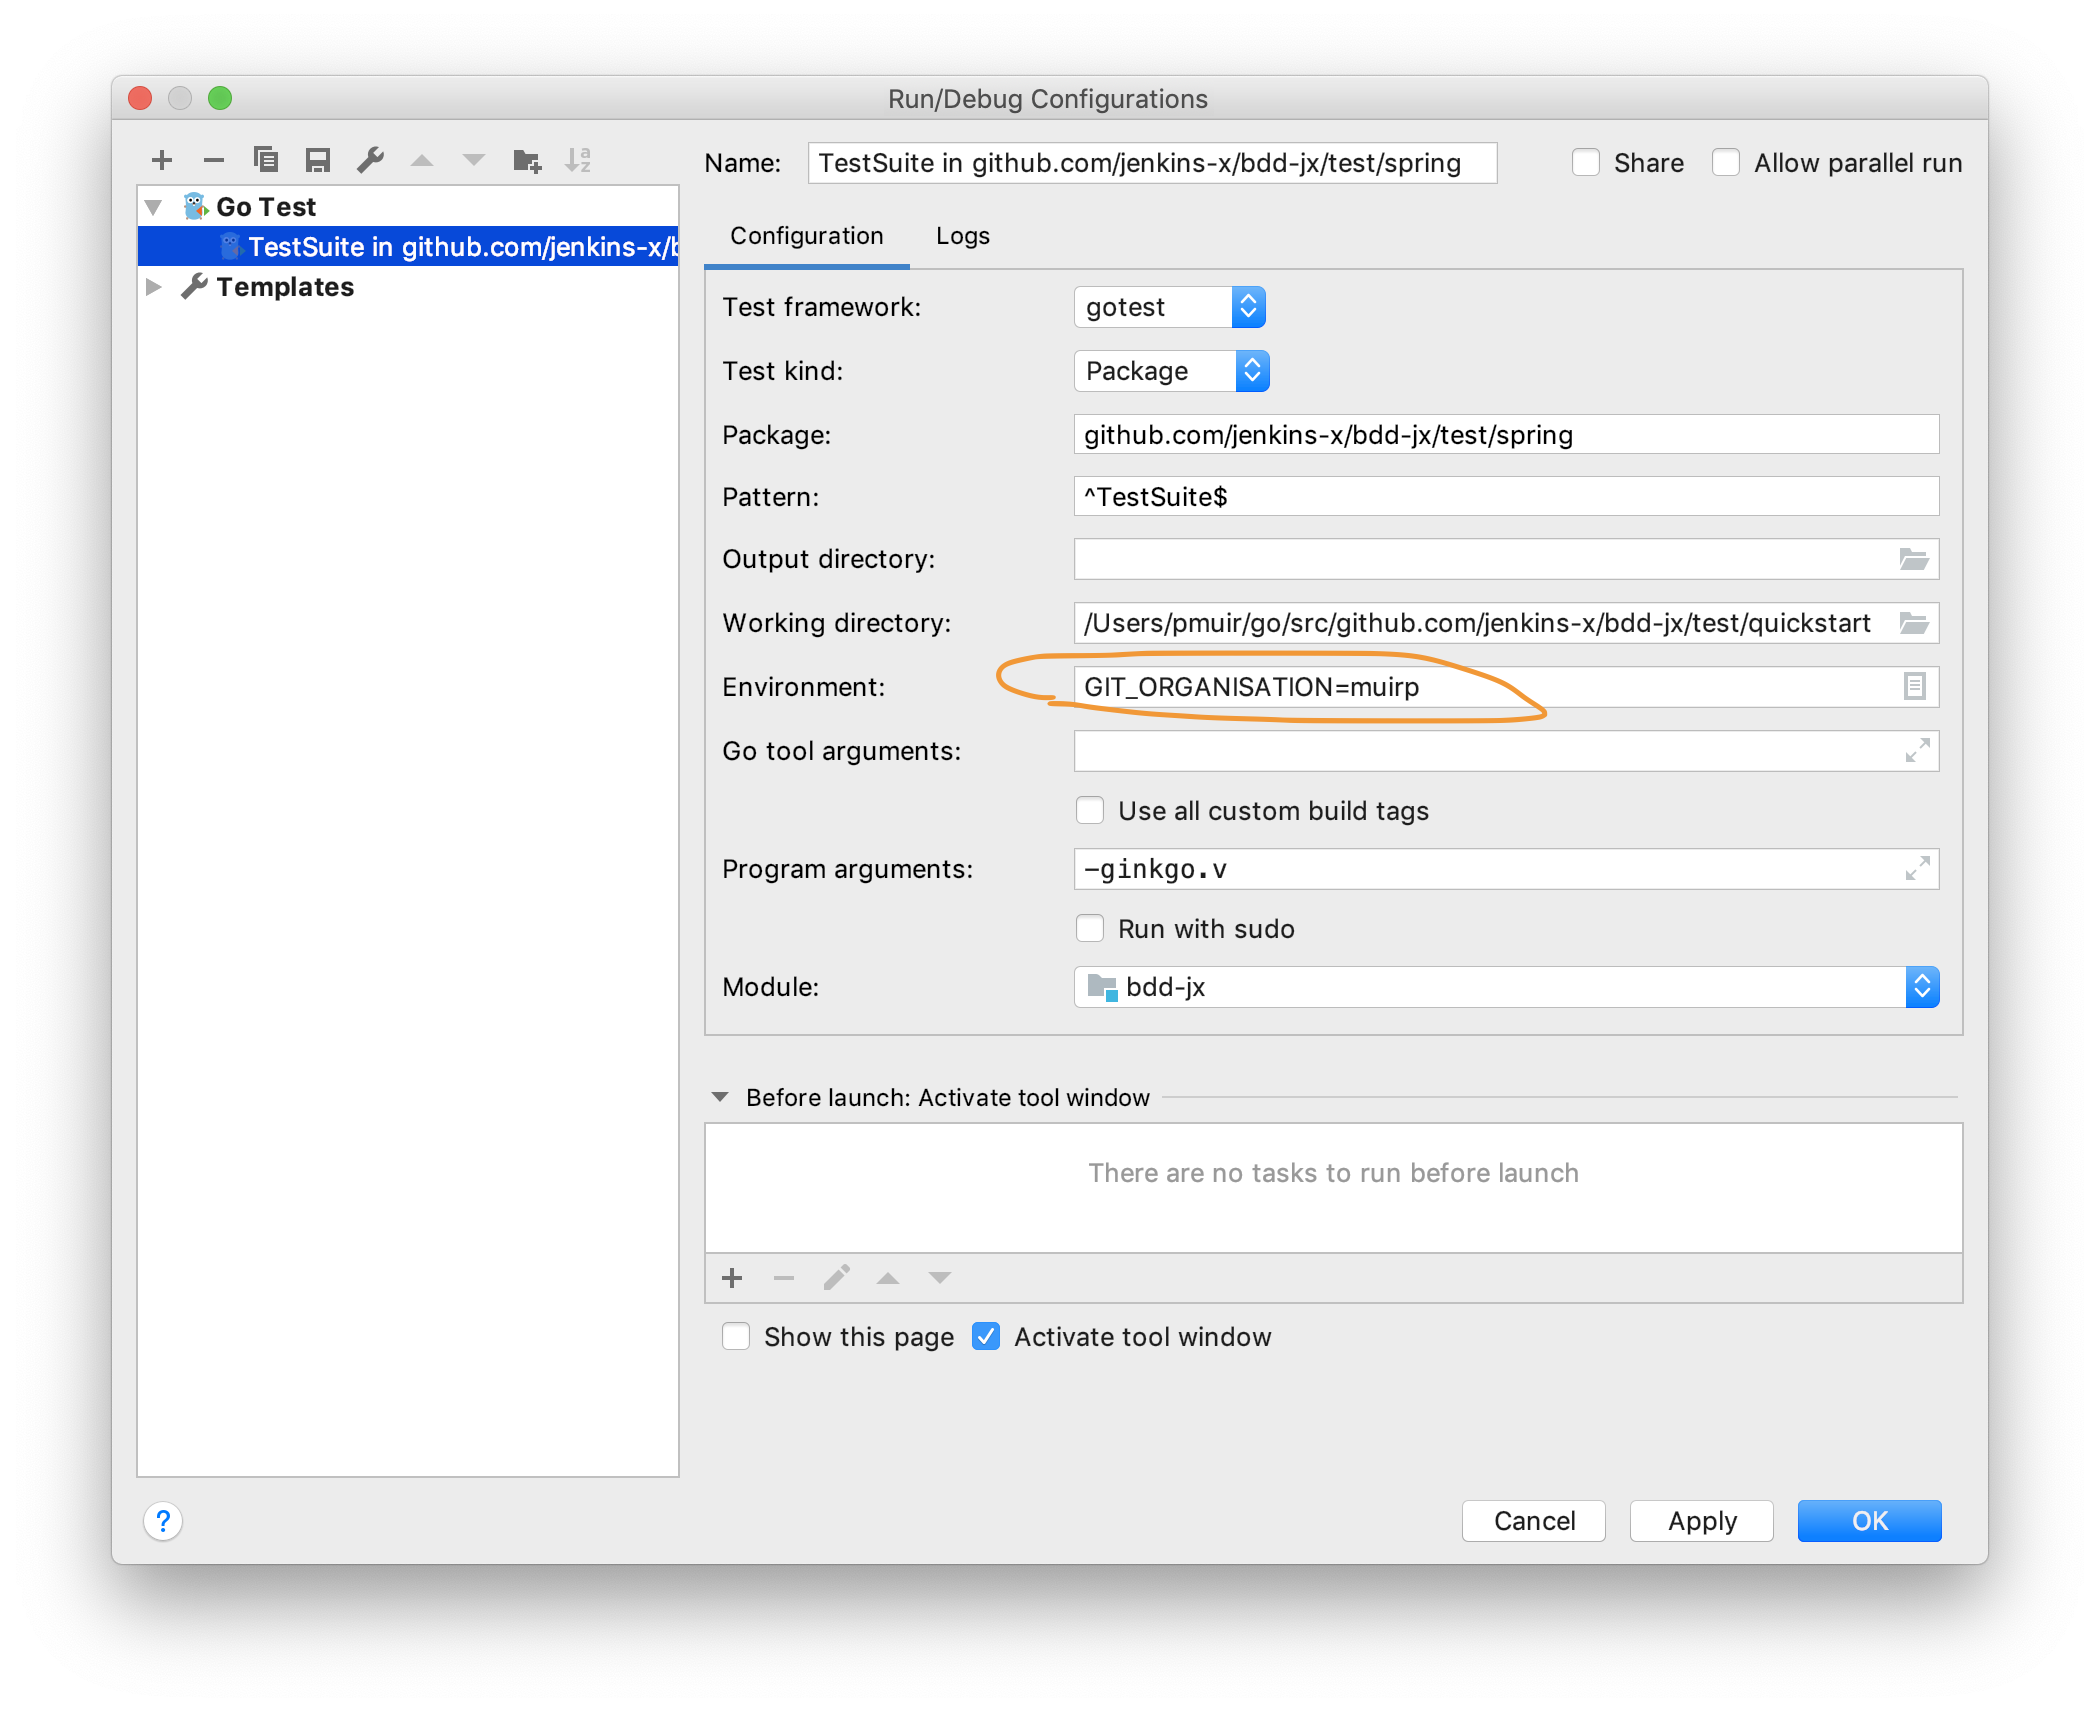 Run/Debug Configurations
Name: TestSuite in github.com/jenkins-x/bdd-jx/test/spring Share Allow parallel run
Go Test
TestSuite in github.com/jenkins-x/b
Templates
Configuration Logs
Test framework: gotest
Test kind: Package
Package: github.com/jenkins-x/bdd-jx/test/spring
Pattern: ^TestSuite$
Output directory:
Working directory: /Users/pmuir/go/src/github.com/jenkins-x/bdd-jx/test/quickstart
Environment: GIT_ORGANISATION=muirp
Go tool arguments:
Use all custom build tags
Program arguments: -ginkgo.v
Run with sudo
Module: bdd-jx
Before launch: Activate tool window
There are no tasks to run before launch
Show this page Activate tool window
? Cancel Apply OK